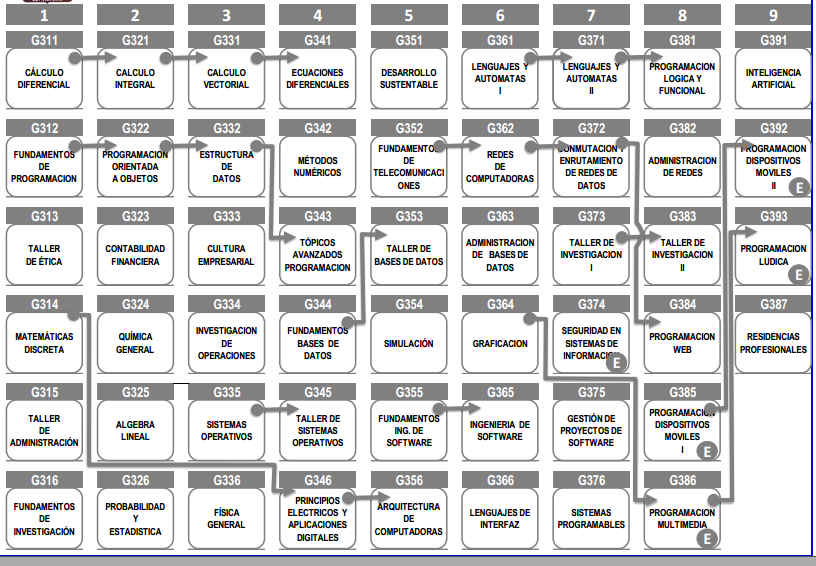 1 2 3 4 5 6 7 8 9
G311 G321 G331 G341 G351 G361 G371 G381 G391
CÁLCULO
DIFERENCIAL
CALCULO
INTEGRAL
CALCULO
VECTORIAL
ECUACIONES
DIFERENCIALES
DESARROLLO
SUSTENTABLE
LENGUAJES Y
AUTOMATAS
I
LENGUAJES Y
AUTOMATAS
II
PROGRAMACION
LOGICA Y
FUNCIONAL
INTELIGENCIA
ARTIFICIAL
G312 G322 G332 G342 G352 G362 G372 G382 G392
FUNDAMENTOS
DE
PROGRAMACION
PROGRAMACION
ORIENTADA
A OBJETOS
ESTRUCTURA
DE
DATOS
MÉTODOS
NUMÉRICOS
FUNDAMENTOS
DE
TELECOMUNICACI
ONES
REDES
DE
COMPUTADORAS
CONMUTACION Y
ENRUTAMIENTO
DE REDES DE
DATOS
ADMINISTRACION
DE REDES
PROGRAMACION
DISPOSITIVOS
MOVILES
II
E
G313 G323 G333 G343 G353 G363 G373 G383 G393
TALLER
DE ÉTICA
CONTABILIDAD
FINANCIERA
CULTURA
EMPRESARIAL
TÓPICOS
AVANZADOS
PROGRAMACION
TALLER DE
BASES DE DATOS
ADMINISTRACION
DE BASES DE
DATOS
TALLER DE
INVESTIGACION
I
TALLER DE
INVESTIGACION
II
PROGRAMACION
LUDICA
E
G314 G324 G334 G344 G354 G364 G374 G384 G387
MATEMÁTICAS
DISCRETA
QUÍMICA
GENERAL
INVESTIGACION
DE
OPERACIONES
FUNDAMENTOS
BASES DE
DATOS
SIMULACIÓN
GRAFICACION
SEGURIDAD EN
SISTEMAS DE
INFORMACION
E
PROGRAMACION
WEB
RESIDENCIAS
PROFESIONALES
G315 G325 G335 G345 G355 G365 G375 G385
TALLER
DE
ADMINISTRACIÓN
ALGEBRA
LINEAL
SISTEMAS
OPERATIVOS
TALLER DE
SISTEMAS
OPERATIVOS
FUNDAMENTOS
ING. DE
SOFTWARE
INGENIERIA DE
SOFTWARE
GESTIÓN DE
PROYECTOS DE
SOFTWARE
PROGRAMACION
DISPOSITIVOS
MOVILES
I
E
G316 G326 G336 G346 G356 G366 G376 G386
FUNDAMENTOS
DE
INVESTIGACIÓN
PROBABILIDAD
Y
ESTADISTICA
FÍSICA
GENERAL
PRINCIPIOS
ELECTRICOS Y
APLICACIONES
DIGITALES
ARQUITECTURA
DE
COMPUTADORAS
LENGUAJES DE
INTERFAZ
SISTEMAS
PROGRAMABLES
PROGRAMACION
MULTIMEDIA
E